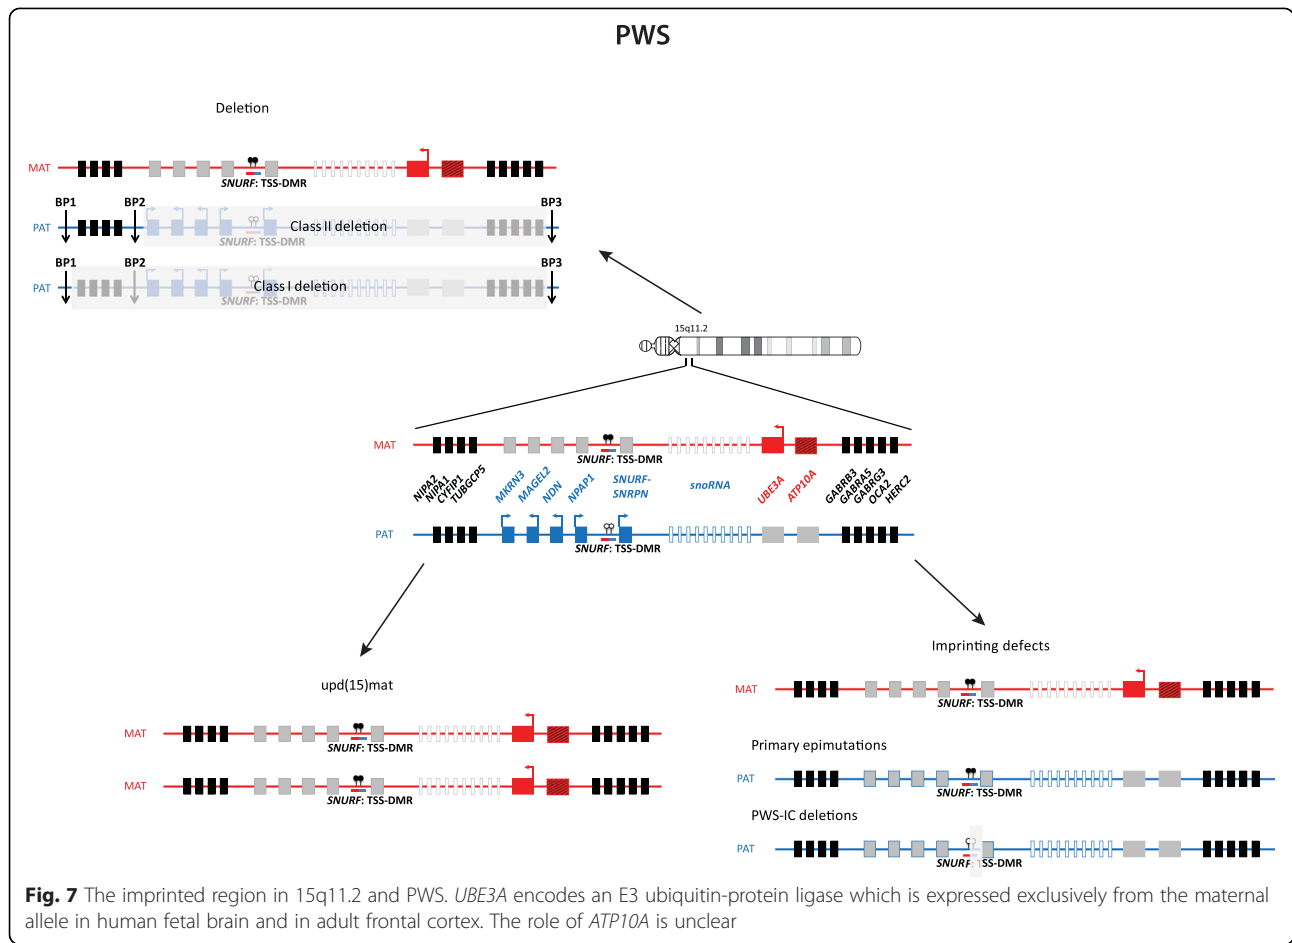 PWS
Deletion
MAT
SNURF: TSS-DMR
BP1 BP2 BP3
PAT
Class II deletion
SNURF: TSS-DMR
BP1 BP2 BP3
PAT
Class I deletion
SNURF: TSS-DMR
15q11.2
MAT
SNURF: TSS-DMR
NIPA2
NIPA1
CYFIP1
TUBGCP5
MKRN3
MAGEL2
NDN
NPAP1
SNURF-
SNRPN
snoRNA
UBE3A
ATP10A
GABRB3
GABRA5
GABRG3
OCA2
HERC2
PAT
SNURF: TSS-DMR
upd(15)mat
MAT
SNURF: TSS-DMR
MAT
SNURF: TSS-DMR
Imprinting defects
MAT
SNURF: TSS-DMR
Primary epimutations
PAT
SNURF: TSS-DMR
PWS-IC deletions
PAT
SNURF: TSS-DMR
Fig. 7 The imprinted region in 15q11.2 and PWS. UBE3A encodes an E3 ubiquitin-protein ligase which is expressed exclusively from the maternal
allele in human fetal brain and in adult frontal cortex. The role of ATP10A is unclear